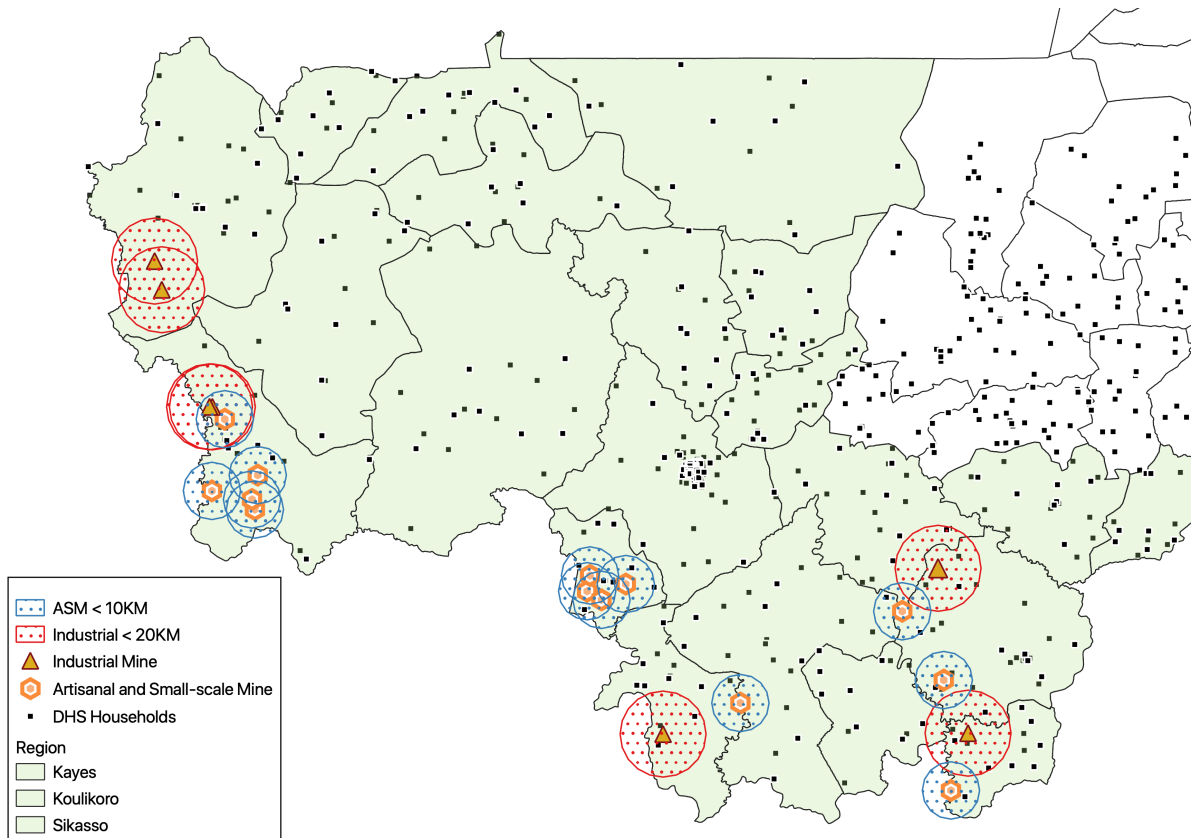 ASM < 10KM
Industrial < 20KM
Industrial Mine
Artisanal and Small-scale Mine
DHS Households
Region
Kayes
Koulikoro
Sikasso